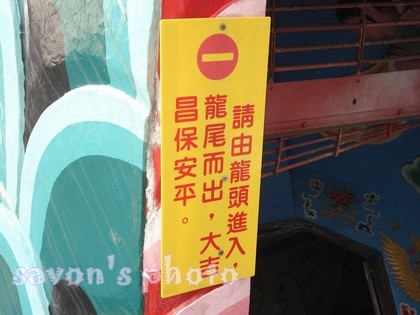 請由龍頭進入，
龍尾而出，大吉
昌保安平。
savon's photo